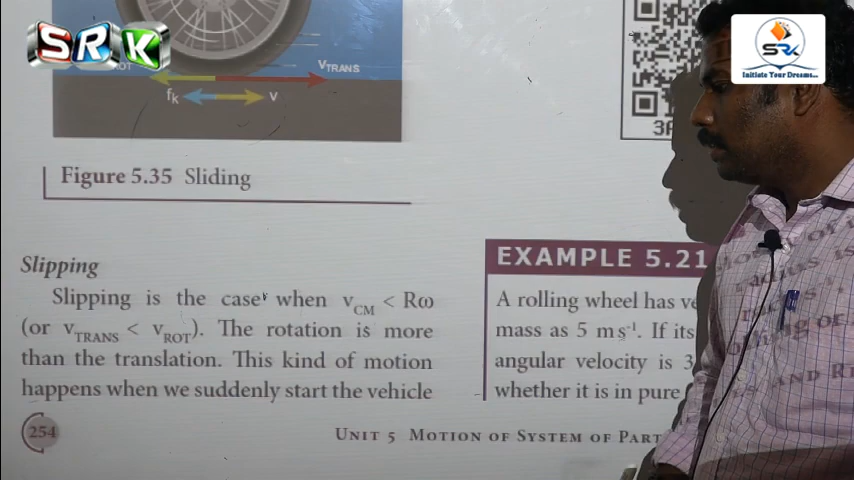 SRK
SRK
Initiate Your Dreams...
OT
vTRANS
fk
v
3A
Figure 5.35 Sliding
Slipping
Slipping is the case when vCM < Rω
(or vTRANS < vROT). The rotation is more
than the translation. This kind of motion
happens when we suddenly start the vehicle
EXAMPLE 5.21
A rolling wheel has ve
mass as 5 m s-1. If its
angular velocity is 3
whether it is in pure
254
UNIT 5 MOTION OF SYSTEM OF PART